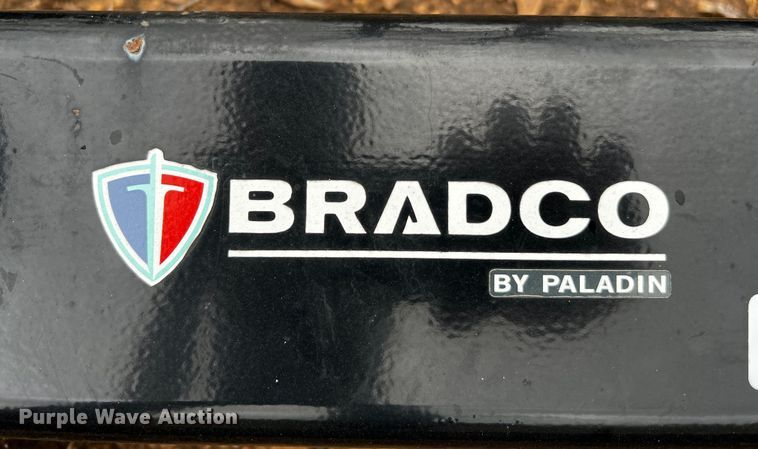 BRADCO
BY PALADIN
Purple Wave Auction